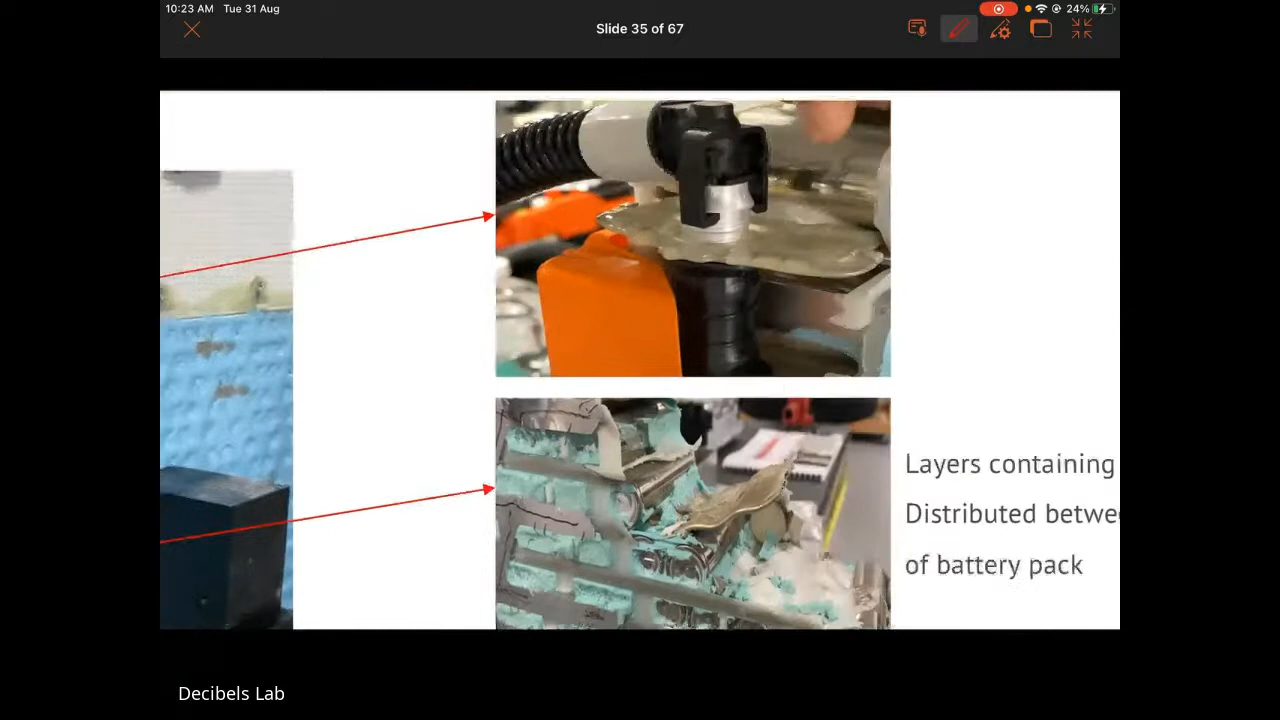 10:23 AM Tue 31 Aug
24%
Slide 35 of 67
Layers containing
Distributed betwe
of battery pack
Decibels Lab